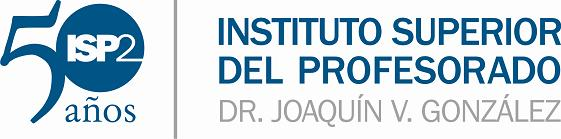 50 ISP2
años
INSTITUTO SUPERIOR
DEL PROFESORADO
DR. JOAQUÍN V. GONZÁLEZ